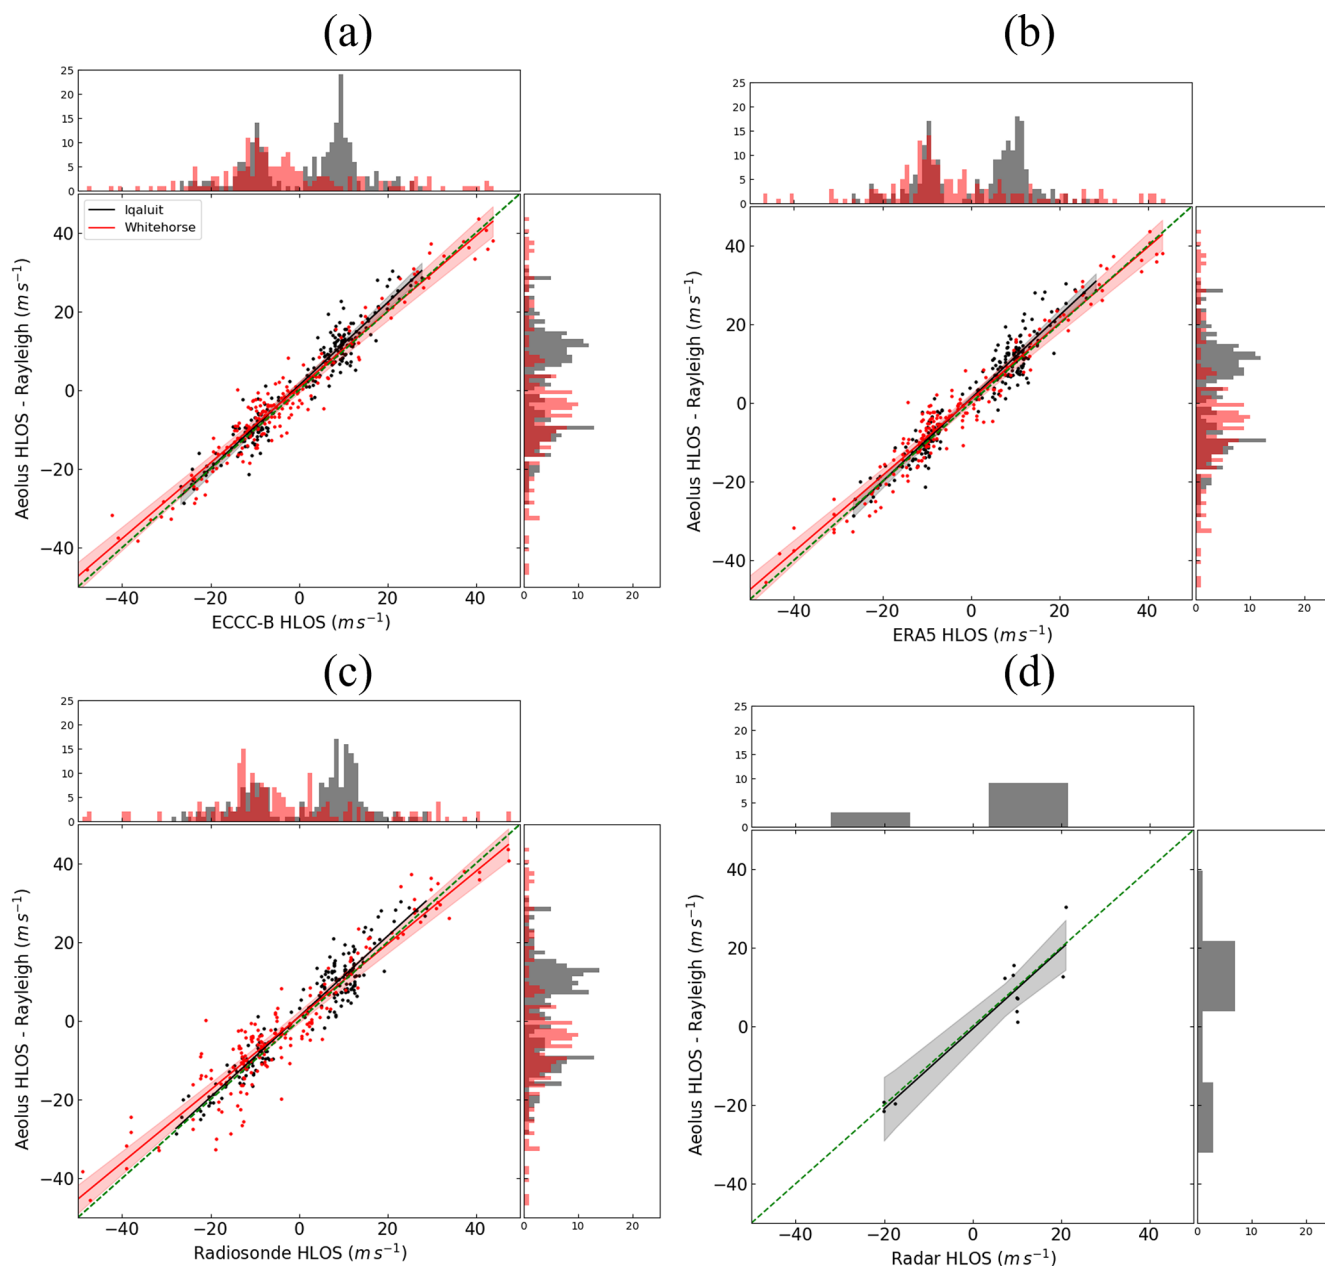 (a)
25
20
15
10
5
0
Iqaluit
Whitehorse
40
20
0
−20
−40
Aeolus HLOS - Rayleigh (m s⁻¹)
−40 −20 0 20 40
ECCC-B HLOS (m s⁻¹)
0 10 20
(b)
25
20
15
10
5
0
40
20
0
−20
−40
Aeolus HLOS - Rayleigh (m s⁻¹)
−40 −20 0 20 40
ERA5 HLOS (m s⁻¹)
0 10 20
(c)
25
20
15
10
5
0
40
20
0
−20
−40
Aeolus HLOS - Rayleigh (m s⁻¹)
−40 −20 0 20 40
Radiosonde HLOS (m s⁻¹)
0 10 20
(d)
25
20
15
10
5
0
40
20
0
−20
−40
Aeolus HLOS - Rayleigh (m s⁻¹)
−40 −20 0 20 40
Radar HLOS (m s⁻¹)
0 10 20